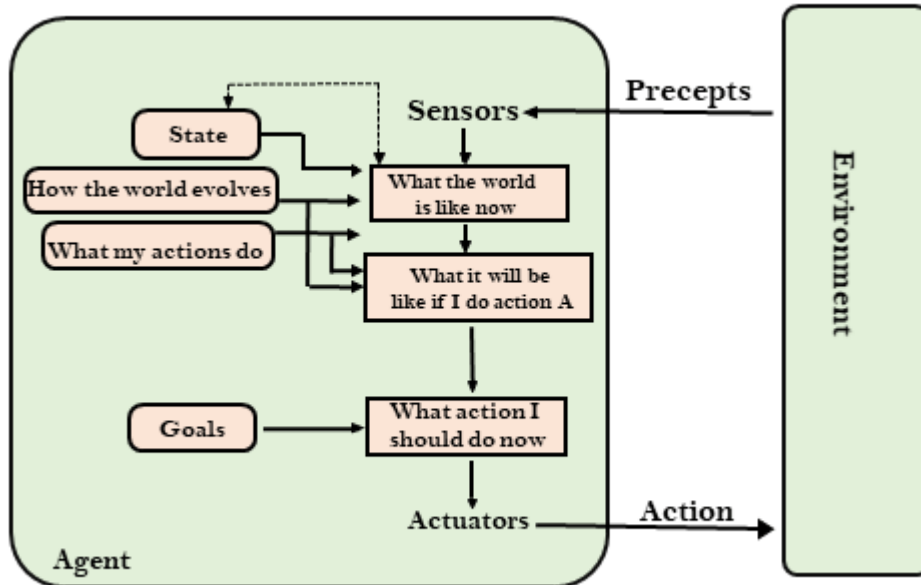 Precepts
Sensors
State
What the world
is like now
How the world evolves
What my actions do
What it will be
like if I do action A
Environment
What action I
should do now
Goals
Actuators
Action
Agent